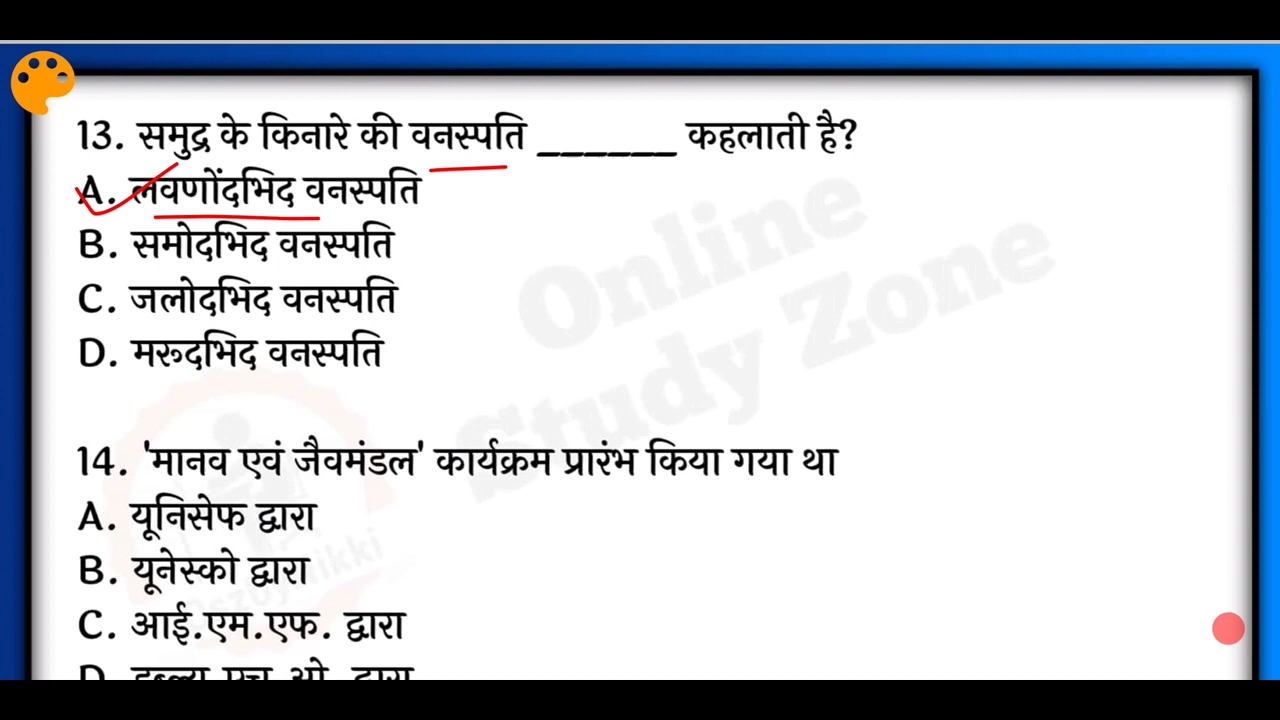 13. समुद्र के किनारे की वनस्पति ______ कहलाती है?
A. लवणोंदभिद वनस्पति
B. समोदभिद वनस्पति
C. जलोदभिद वनस्पति
D. मरूदभिद वनस्पति
Online
Study Zone
14. 'मानव एवं जैवमंडल' कार्यक्रम प्रारंभ किया गया था
A. यूनिसेफ द्वारा
B. यूनेस्को द्वारा
C. आई.एम.एफ. द्वारा